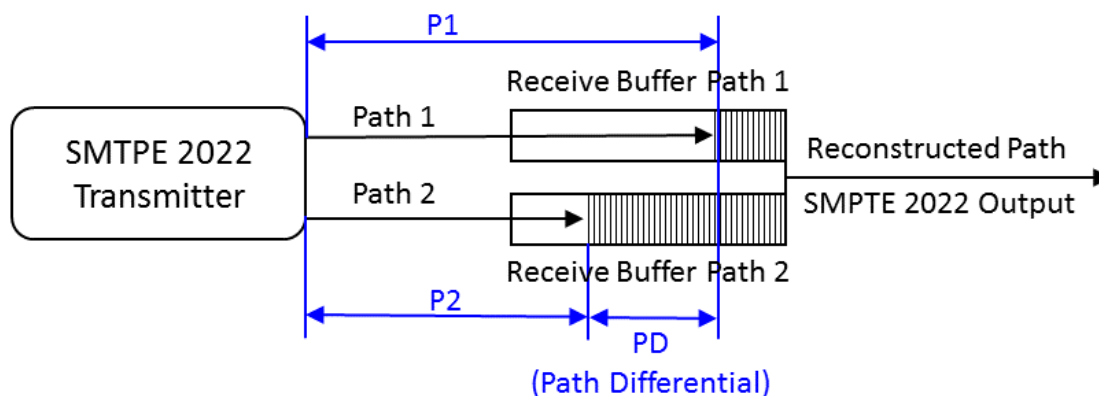 P1
Receive Buffer Path 1
Path 1
SMTPE 2022
Transmitter
Reconstructed Path
Path 2
SMPTE 2022 Output
Receive Buffer Path 2
P2
PD
(Path Differential)